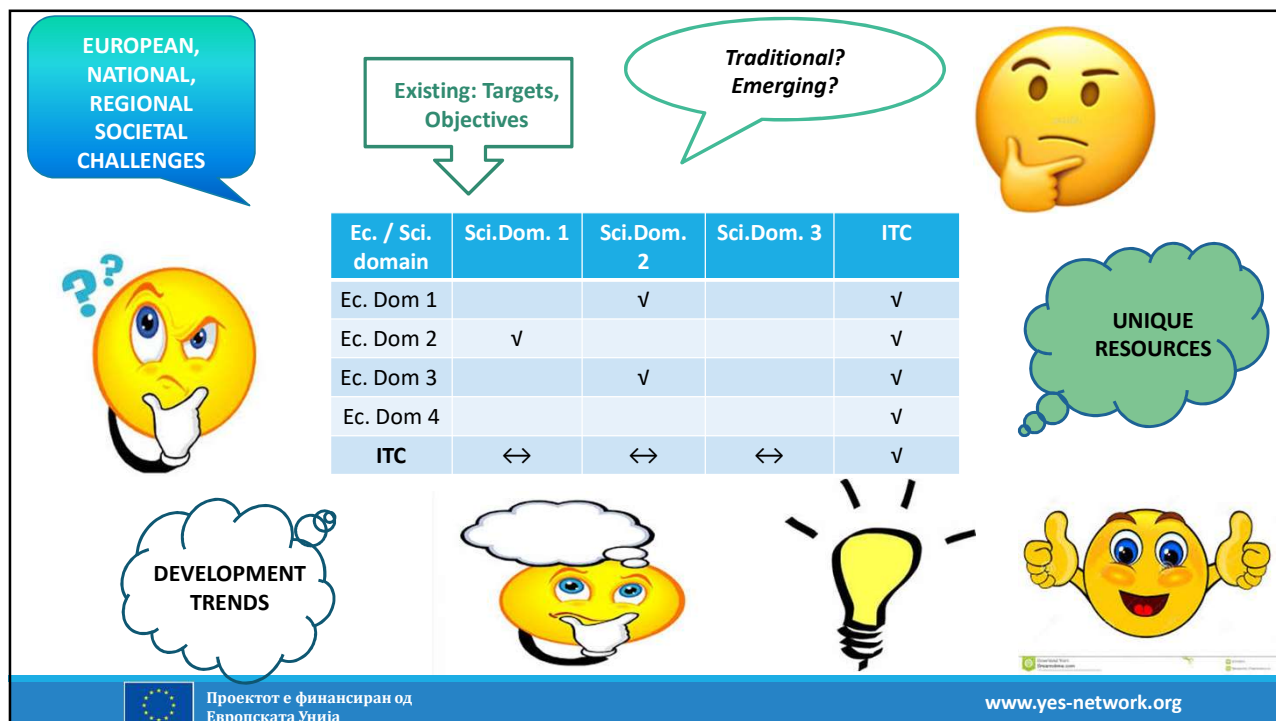 EUROPEAN,
NATIONAL,
REGIONAL
SOCIETAL
CHALLENGES
Existing: Targets,
Objectives
Traditional?
Emerging?
Ec. / Sci.
domain
Sci.Dom. 1
Sci.Dom.
2
Sci.Dom. 3
ITC
Ec. Dom 1 √ √
Ec. Dom 2 √ √
Ec. Dom 3 √ √
Ec. Dom 4 √
ITC ↔ ↔ ↔ √
??
UNIQUE
RESOURCES
DEVELOPMENT
TRENDS
Проектот е финансиран од
Европската Унија
www.yes-network.org